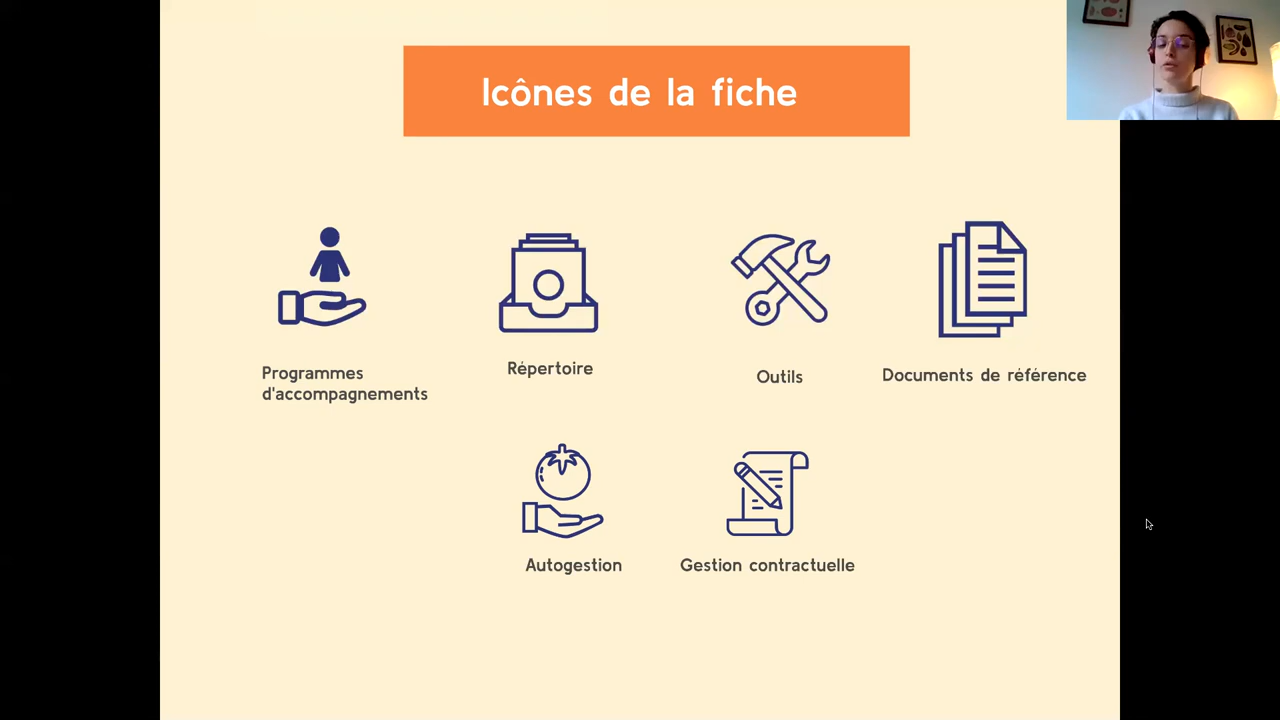 Icônes de la fiche
Programmes
d'accompagnements
Répertoire
Outils
Documents de référence
Autogestion
Gestion contractuelle